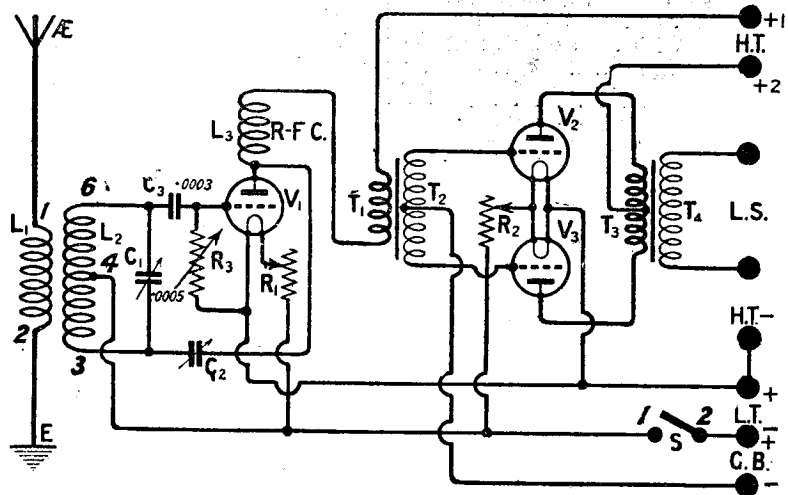 Æ
+1
H.T.
+2
L3
R-F C.
V2
6
C3 .0003
V1
T1
T2
R2
V3
T3
T4
L.S.
1
L1
L2
4
C1
R3
R1
.0005
2
3
C2
H.T.-
+
1 2
L.T.
S
-
+
G.B.
-
E